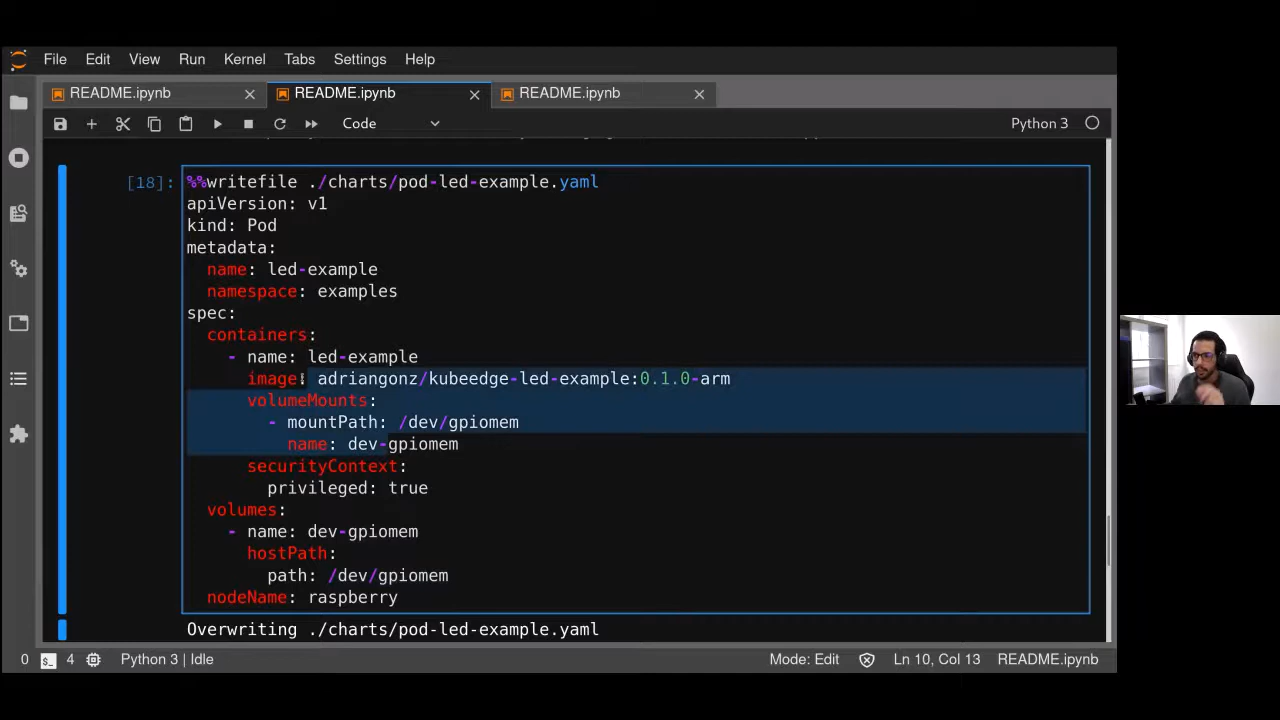 File Edit View Run Kernel Tabs Settings Help
README.ipynb README.ipynb README.ipynb
Code Python 3
[18]: %%writefile ./charts/pod-led-example.yaml
apiVersion: v1
kind: Pod
metadata:
  name: led-example
  namespace: examples
spec:
  containers:
    - name: led-example
      image: adriangonz/kubeedge-led-example:0.1.0-arm
      volumeMounts:
        - mountPath: /dev/gpiomem
          name: dev-gpiomem
      securityContext:
        privileged: true
  volumes:
    - name: dev-gpiomem
      hostPath:
        path: /dev/gpiomem
  nodeName: raspberry
Overwriting ./charts/pod-led-example.yaml
0 4 Python 3 | Idle Mode: Edit Ln 10, Col 13 README.ipynb